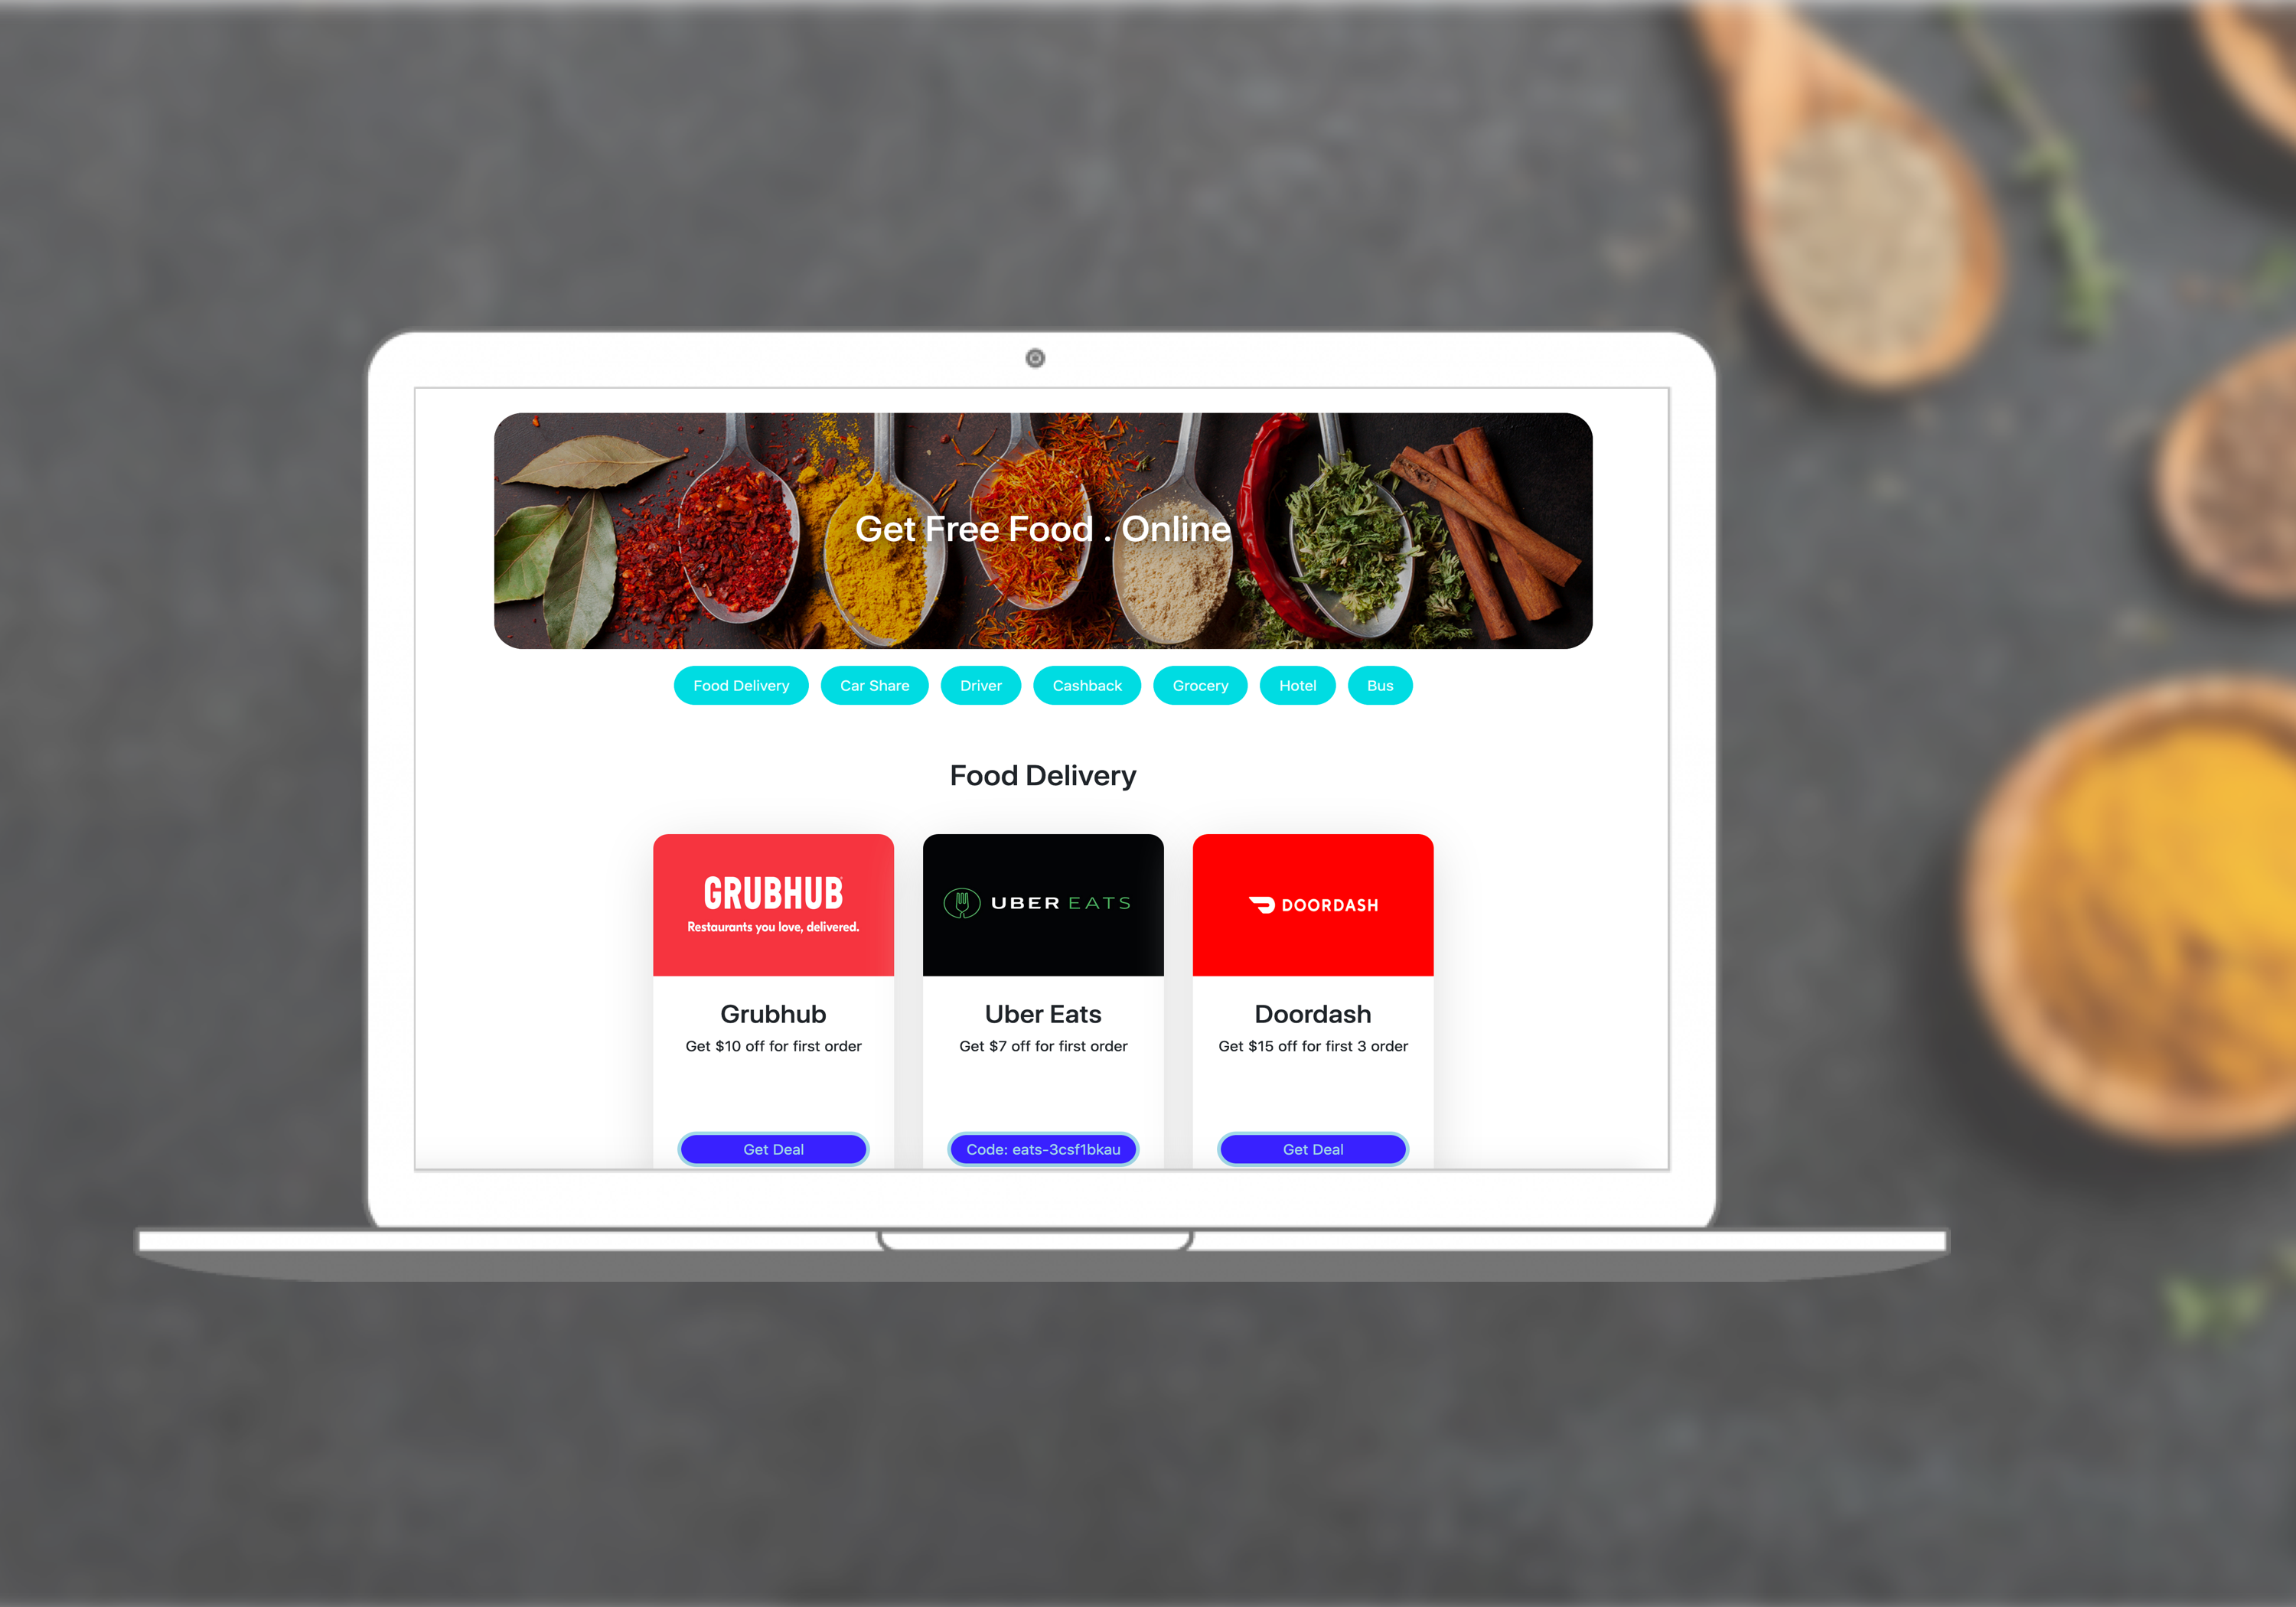 Get Free Food . Online
Food Delivery
Car Share
Driver
Cashback
Grocery
Hotel
Bus
Food Delivery
GRUBHUB
Restaurants you love, delivered.
UBER EATS
DOORDASH
Grubhub
Get $10 off for first order
Uber Eats
Get $7 off for first order
Doordash
Get $15 off for first 3 order
Get Deal
Code: eats-3csf1bkau
Get Deal